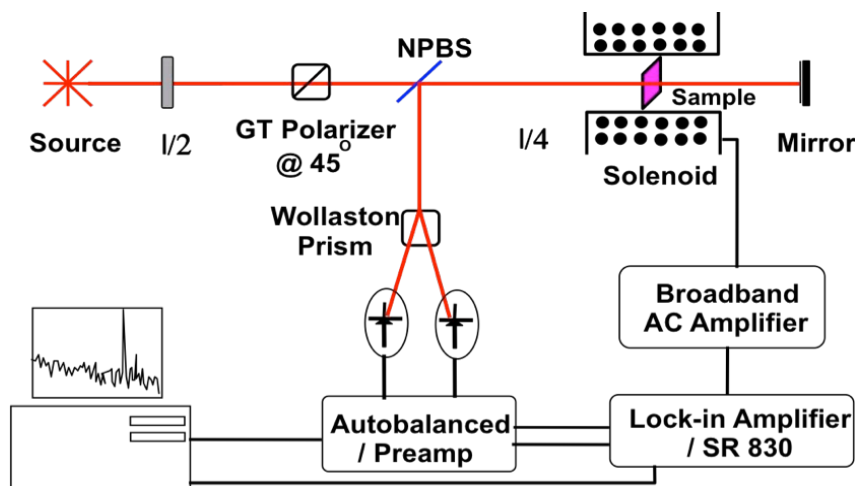 NPBS
Source
l/2
GT Polarizer
@ 45°
l/4
Sample
Solenoid
Mirror
Wollaston
Prism
Broadband
AC Amplifier
Autobalanced
/ Preamp
Lock-in Amplifier
/ SR 830